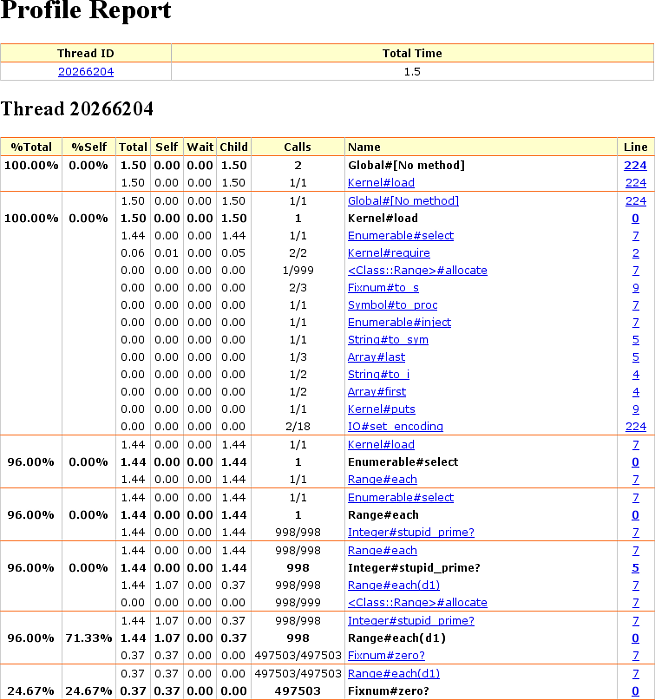 Profile Report
Thread ID Total Time
20266204 1.5
Thread 20266204
%Total %Self Total Self Wait Child Calls Name Line
100.00% 0.00% 1.50 0.00 0.00 1.50 2 Global#[No method] 224
1.50 0.00 0.00 1.50 1/1 Kernel#load 224
1.50 0.00 0.00 1.50 1/1 Global#[No method] 224
100.00% 0.00% 1.50 0.00 0.00 1.50 1 Kernel#load 0
1.44 0.00 0.00 1.44 1/1 Enumerable#select 7
0.06 0.01 0.00 0.05 2/2 Kernel#require 2
0.00 0.00 0.00 0.00 1/999 <Class::Range>#allocate 7
0.00 0.00 0.00 0.00 2/3 Fixnum#to_s 9
0.00 0.00 0.00 0.00 1/1 Symbol#to_proc 7
0.00 0.00 0.00 0.00 1/1 Enumerable#inject 7
0.00 0.00 0.00 0.00 1/1 String#to_sym 5
0.00 0.00 0.00 0.00 1/3 Array#last 5
0.00 0.00 0.00 0.00 1/2 String#to_i 4
0.00 0.00 0.00 0.00 1/2 Array#first 4
0.00 0.00 0.00 0.00 1/1 Kernel#puts 9
0.00 0.00 0.00 0.00 2/18 IO#set_encoding 224
1.44 0.00 0.00 1.44 1/1 Kernel#load 7
96.00% 0.00% 1.44 0.00 0.00 1.44 1 Enumerable#select 0
1.44 0.00 0.00 1.44 1/1 Range#each 7
1.44 0.00 0.00 1.44 1/1 Enumerable#select 7
96.00% 0.00% 1.44 0.00 0.00 1.44 1 Range#each 0
1.44 0.00 0.00 1.44 998/998 Integer#stupid_prime? 7
1.44 0.00 0.00 1.44 998/998 Range#each 7
96.00% 0.00% 1.44 0.00 0.00 1.44 998 Integer#stupid_prime? 5
1.44 1.07 0.00 0.37 998/998 Range#each(d1) 7
0.00 0.00 0.00 0.00 998/999 <Class::Range>#allocate 7
1.44 1.07 0.00 0.37 998/998 Integer#stupid_prime? 7
96.00% 71.33% 1.44 1.07 0.00 0.37 998 Range#each(d1) 0
0.37 0.37 0.00 0.00 497503/497503 Fixnum#zero? 7
0.37 0.37 0.00 0.00 497503/497503 Range#each(d1) 7
24.67% 24.67% 0.37 0.37 0.00 0.00 497503 Fixnum#zero? 0